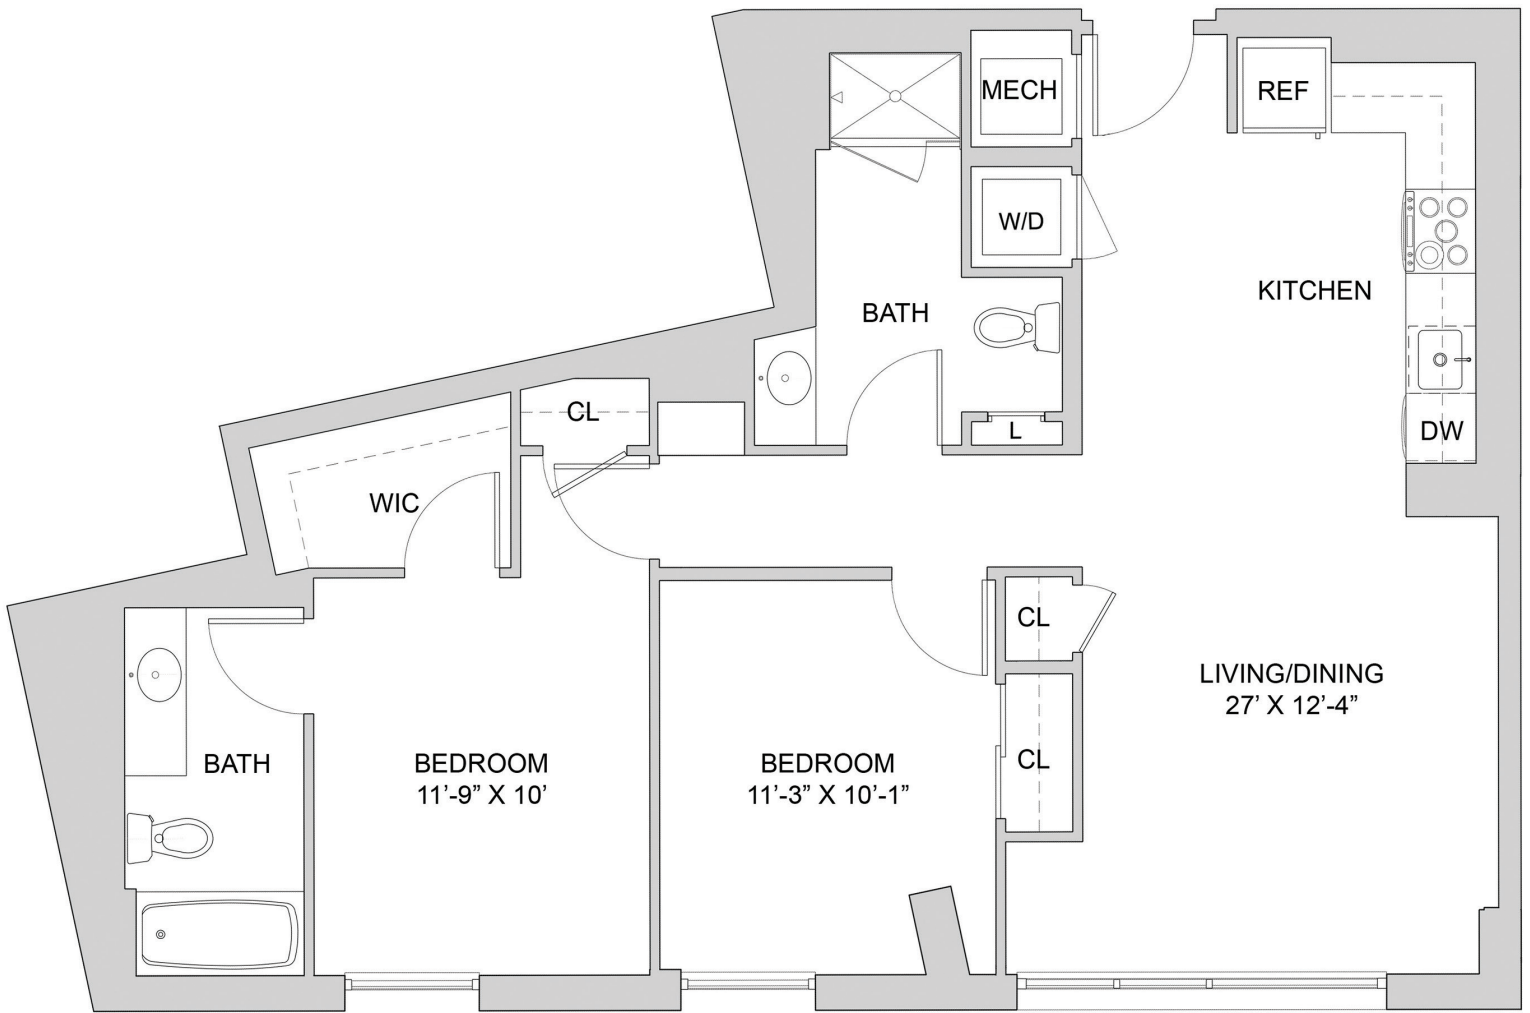 MECH
REF
W/D
KITCHEN
BATH
CL
L
DW
WIC
CL
LIVING/DINING
27’ X 12’-4”
BATH
BEDROOM
11’-9” X 10’
BEDROOM
11’-3” X 10’-1”
CL